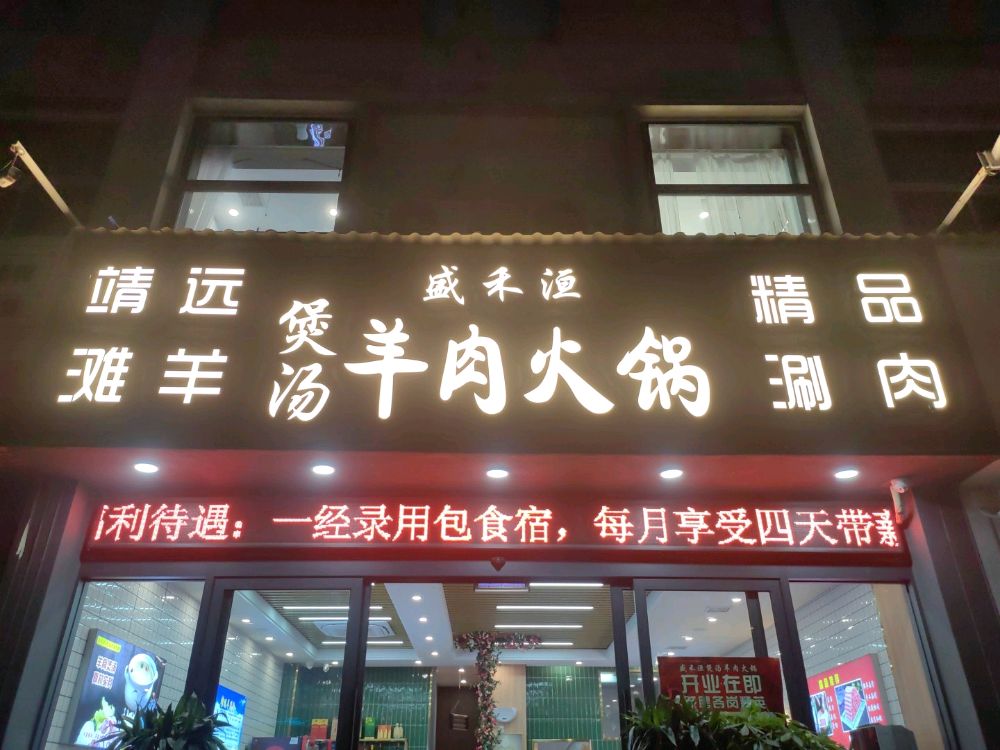 靖远
滩羊
煲汤
盛禾洹
羊肉火锅
精品
涮肉
利待遇：一经录用包食宿，每月享受四天带薪
盛禾洹煲汤羊肉火锅
开业在即